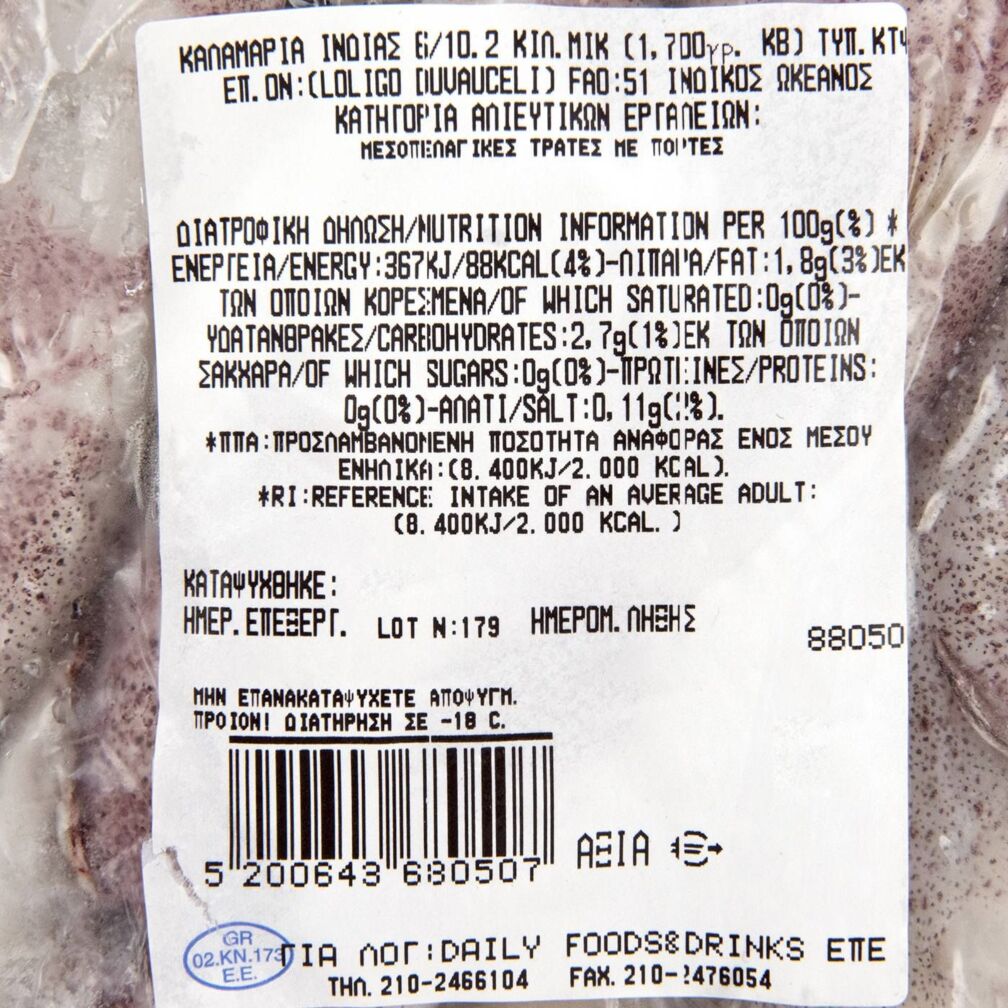 ΚΑΛΑΜΑΡΙΑ ΙΝΔΙΑΣ 6/10.2 ΚΙΛ.ΜΙΚ (1,700γρ. ΚΒ) ΤΥΠ.
ΕΠ.ΟΝ:(LOLIGO DUVAUCELI) FAO:51 ΙΝΔΙΚΟΣ ΩΚΕΑΝΟΣ
ΚΑΤΗΓΟΡΙΑ ΑΛΙΕΥΤΙΚΩΝ ΕΡΓΑΛΕΙΩΝ:
ΜΕΣΟΠΕΛΑΓΙΚΕΣ ΤΡΑΤΕΣ ΜΕ ΠΟΡΤΕΣ
ΔΙΑΤΡΟΦΙΚΗ ΔΗΛΩΣΗ/NUTRITION INFORMATION PER 100g(%) *
ΕΝΕΡΓΕΙΑ/ENERGY:367KJ/88KCAL(4%)-ΛΙΠΑΡΑ/FAT:1,8g(3%)ΕΚ
ΤΩΝ ΟΠΟΙΩΝ ΚΟΡΕΣΜΕΝΑ/OF WHICH SATURATED:0g(0%)-
ΥΔΑΤΑΝΘΡΑΚΕΣ/CARBOHYDRATES:2,7g(1%)ΕΚ ΤΩΝ ΟΠΟΙΩΝ
ΣΑΚΧΑΡΑ/OF WHICH SUGARS:0g(0%)-ΠΡΩΤΕΙΝΕΣ/PROTEINS:
0g(0%)-ΑΛΑΤΙ/SALT:0,11g
*ΠΠΑ:ΠΡΟΣΛΑΜΒΑΝΟΜΕΝΗ ΠΟΣΟΤΗΤΑ ΑΝΑΦΟΡΑΣ ΕΝΟΣ ΜΕΣΟΥ
ΕΝΗΛΙΚΑ:(8.400KJ/2.000 KCAL).
*RI:REFERENCE INTAKE OF AN AVERAGE ADULT:
(8.400KJ/2.000 KCAL. )
ΚΑΤΑΨΥΧΘΗΚΕ:
ΗΜΕΡ.ΕΠΕΞΕΡΓ. LOT N:179 ΗΜΕΡΟΜ.ΛΗΞΗΣ
88050
ΜΗΝ ΕΠΑΝΑΚΑΤΑΨΥΧΕΤΕ ΑΠΟΨΥΓΜ.
ΠΡΟΙΟΝ! ΔΙΑΤΗΡΗΣΗ ΣΕ -18 C.
5 200643 680507
ΑΞΙΑ €→
GR
02.KN.173
E.E.
ΓΙΑ ΛΟΓ:DAILY FOODS&DRINKS ΕΠΕ
ΤΗΛ. 210-2466104 FAX.